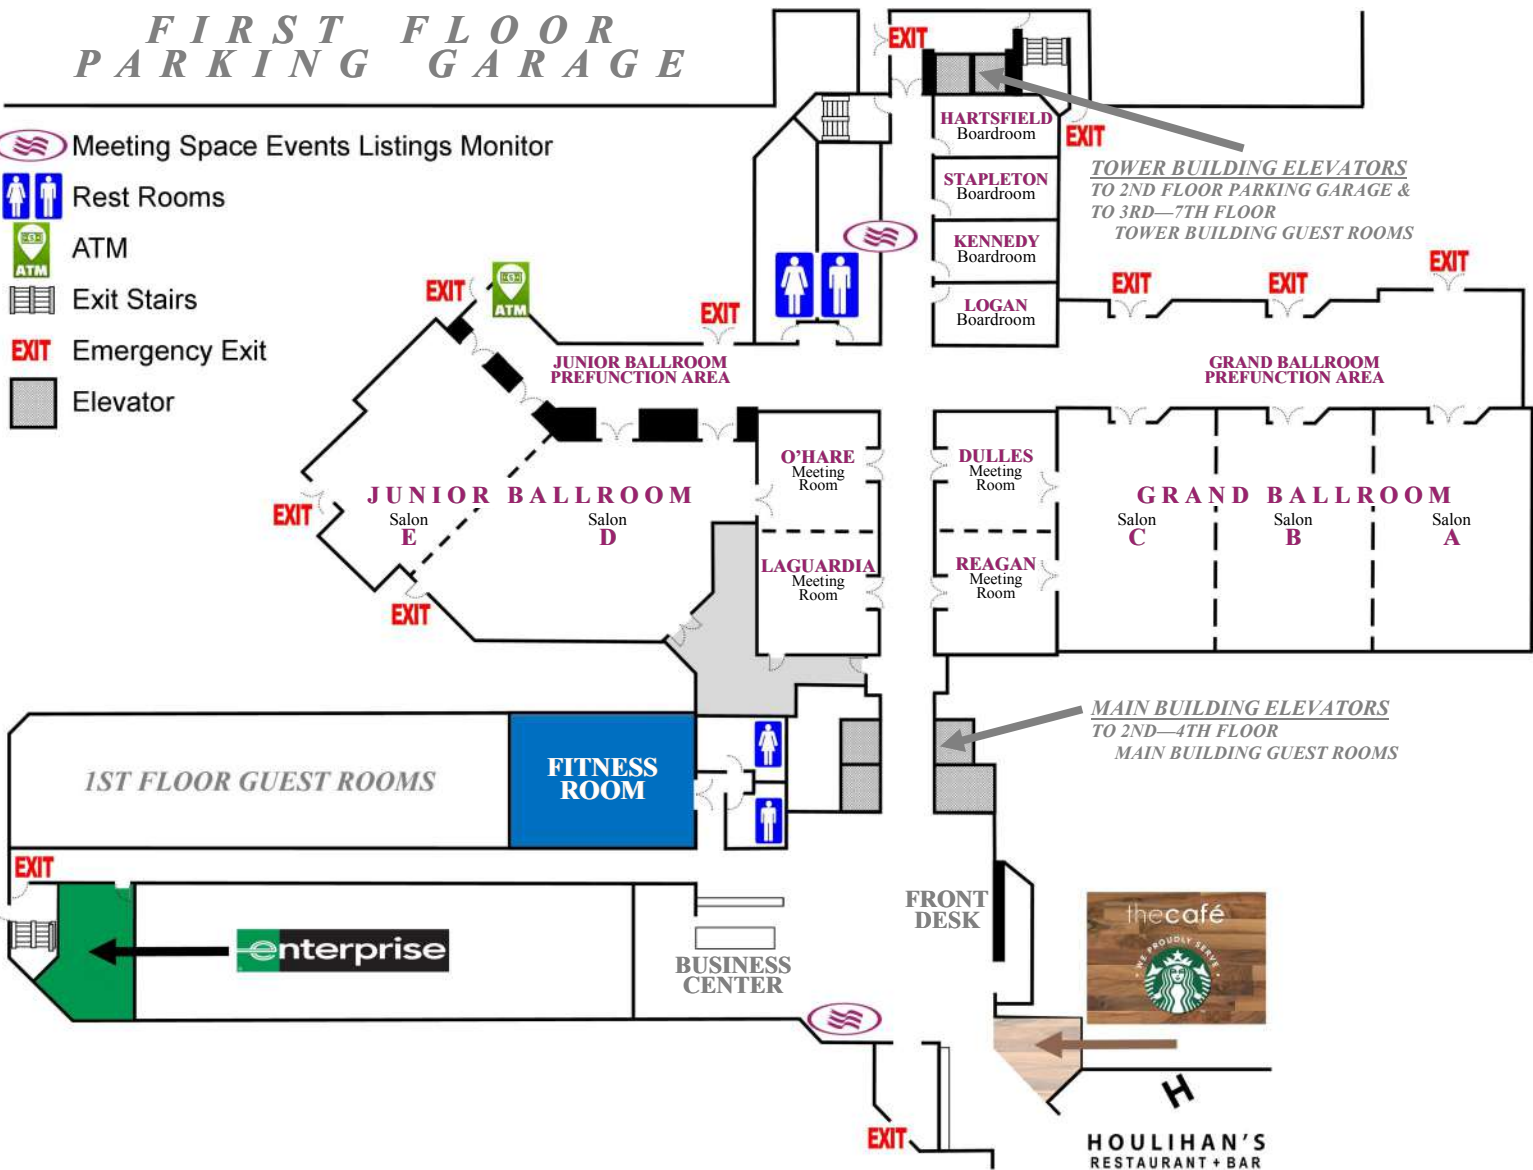 FIRST FLOOR
PARKING GARAGE
Meeting Space Events Listings Monitor
Rest Rooms
ATM
ATM
Exit Stairs
EXIT Emergency Exit
Elevator
EXIT
EXIT
HARTSFIELD
Boardroom
STAPLETON
Boardroom
KENNEDY
Boardroom
LOGAN
Boardroom
TOWER BUILDING ELEVATORS
TO 2ND FLOOR PARKING GARAGE &
TO 3RD—7TH FLOOR
TOWER BUILDING GUEST ROOMS
EXIT
ATM
EXIT
EXIT
EXIT
EXIT
JUNIOR BALLROOM
PREFUNCTION AREA
GRAND BALLROOM
PREFUNCTION AREA
JUNIOR BALLROOM
Salon
E
Salon
D
EXIT
EXIT
O'HARE
Meeting
Room
LAGUARDIA
Meeting
Room
DULLES
Meeting
Room
REAGAN
Meeting
Room
GRAND BALLROOM
Salon
C
Salon
B
Salon
A
MAIN BUILDING ELEVATORS
TO 2ND—4TH FLOOR
MAIN BUILDING GUEST ROOMS
1ST FLOOR GUEST ROOMS
FITNESS
ROOM
EXIT
enterprise
BUSINESS
CENTER
FRONT
DESK
thecafé
WE PROUDLY SERVE
EXIT
H
HOULIHAN'S
RESTAURANT + BAR